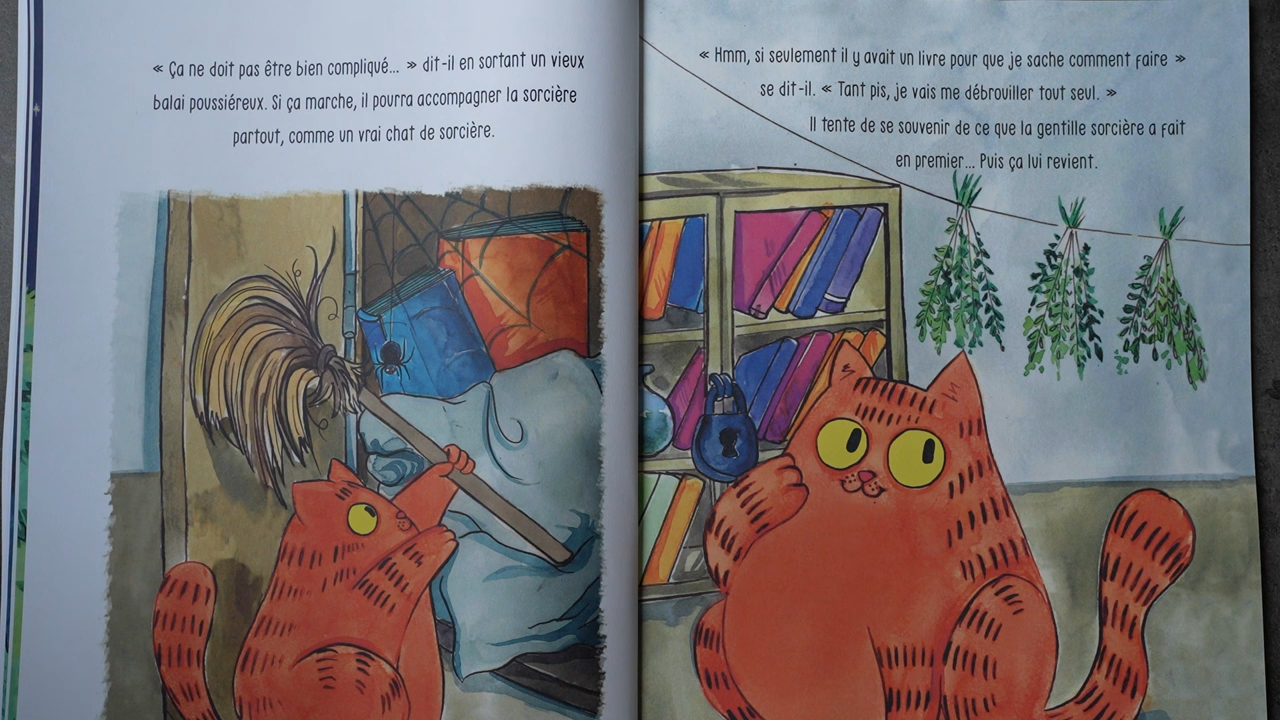 « Ça ne doit pas être bien compliqué... » dit-il en sortant un vieux
balai poussiéreux. Si ça marche, il pourra accompagner la sorcière
partout, comme un vrai chat de sorcière.
« Hmm, si seulement il y avait un livre pour que je sache comment faire »
se dit-il. « Tant pis, je vais me débrouiller tout seul. »
Il tente de se souvenir de ce que la gentille sorcière a fait
en premier... Puis ça lui revient.